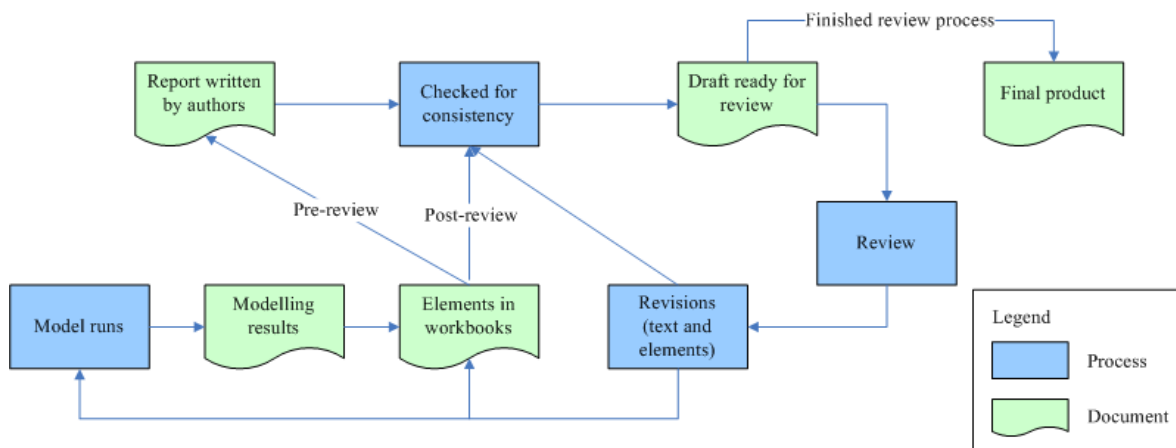 Finished review process
Report written
by authors
Checked for
consistency
Draft ready for
review
Final product
Pre-review
Post-review
Review
Model runs
Modelling
results
Elements in
workbooks
Revisions
(text and
elements)
Legend
Process
Document